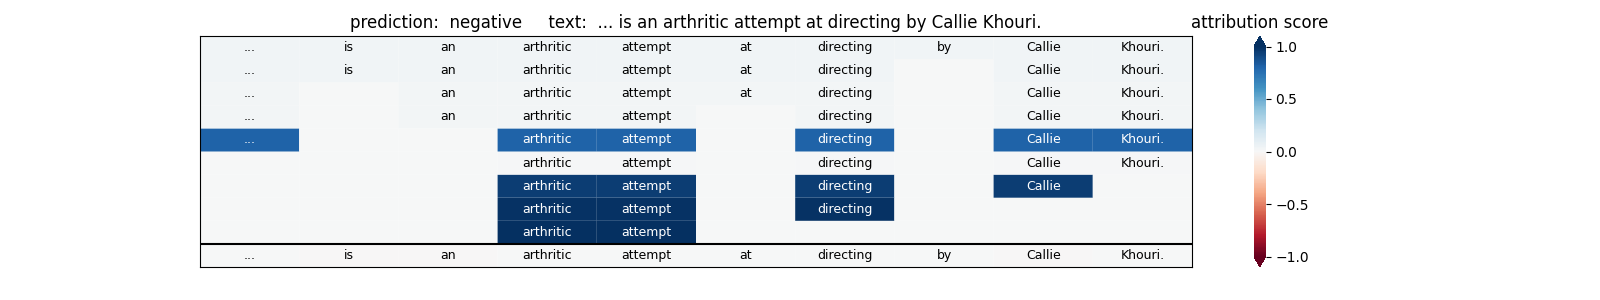 prediction: negative text: ... is an arthritic attempt at directing by Callie Khouri. attribution score
... is an arthritic attempt at directing by Callie Khouri. 1.0
... is an arthritic attempt at directing Callie Khouri.
... an arthritic attempt at directing Callie Khouri. 0.5
... an arthritic attempt directing Callie Khouri.
... arthritic attempt directing Callie Khouri. 0.0
arthritic attempt directing Callie Khouri.
arthritic attempt directing Callie
arthritic attempt directing −0.5
arthritic attempt
... is an arthritic attempt at directing by Callie Khouri. −1.0